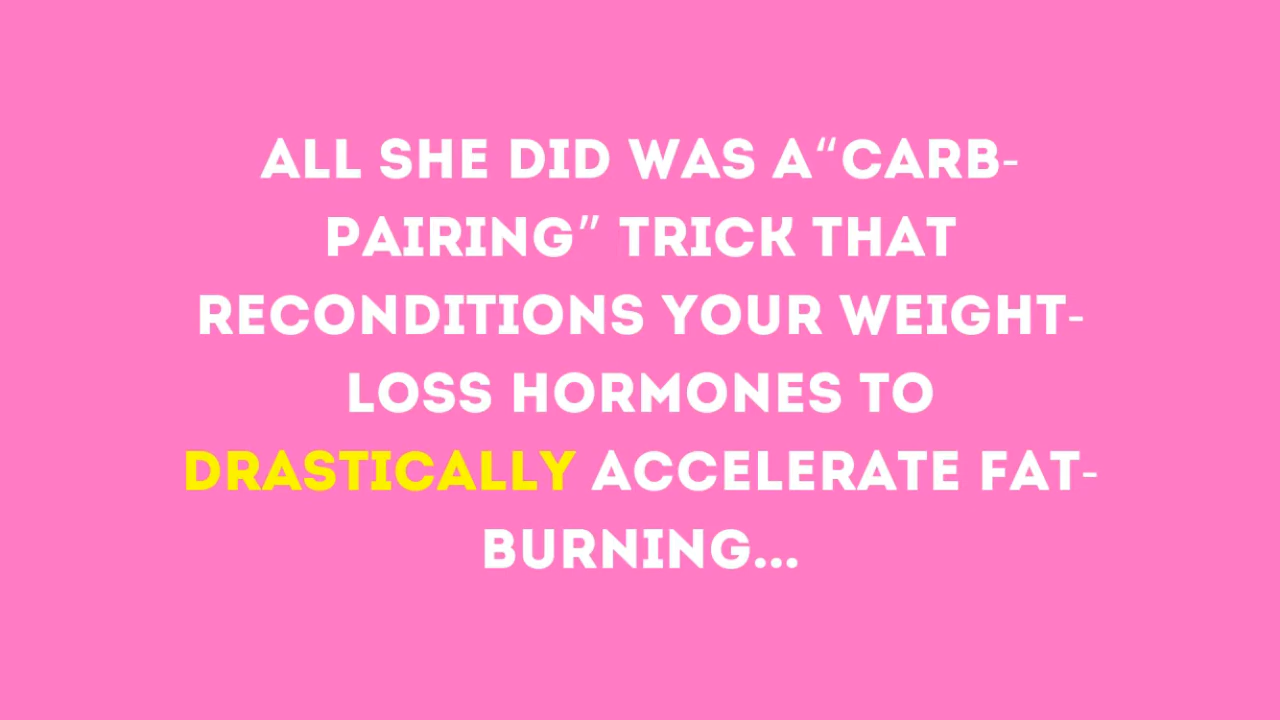 ALL SHE DID WAS A“CARB-
PAIRING” TRICK THAT
RECONDITIONS YOUR WEIGHT-
LOSS HORMONES TO
DRASTICALLY ACCELERATE FAT-
BURNING...